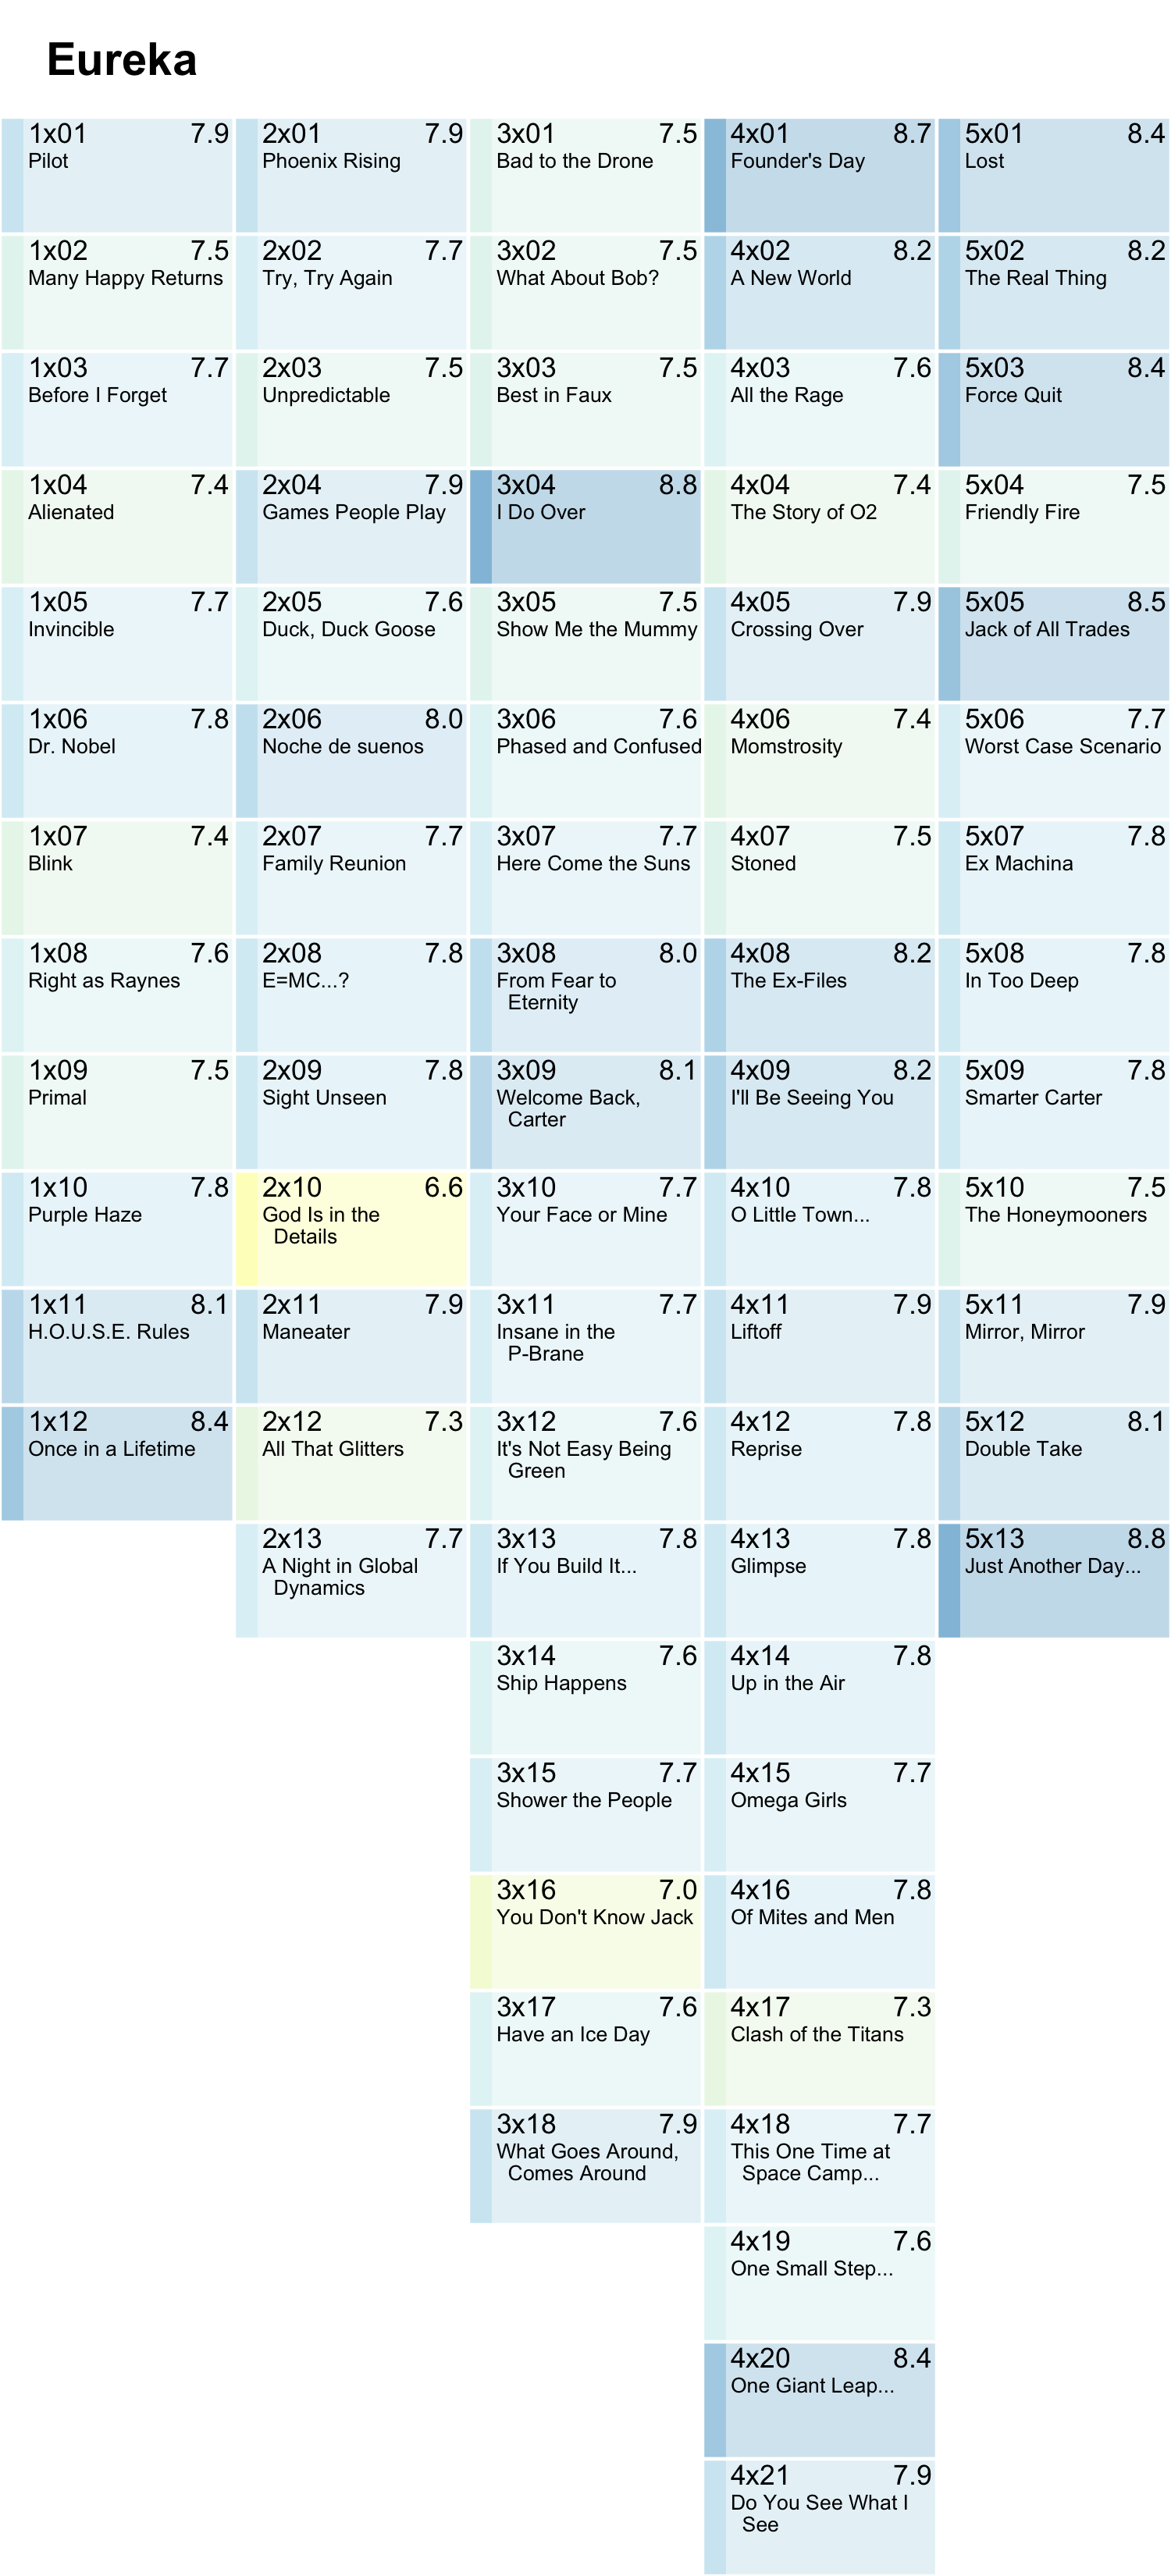 Eureka
1x01 7.9
Pilot
1x02 7.5
Many Happy Returns
1x03 7.7
Before I Forget
1x04 7.4
Alienated
1x05 7.7
Invincible
1x06 7.8
Dr. Nobel
1x07 7.4
Blink
1x08 7.6
Right as Raynes
1x09 7.5
Primal
1x10 7.8
Purple Haze
1x11 8.1
H.O.U.S.E. Rules
1x12 8.4
Once in a Lifetime
2x01 7.9
Phoenix Rising
2x02 7.7
Try, Try Again
2x03 7.5
Unpredictable
2x04 7.9
Games People Play
2x05 7.6
Duck, Duck Goose
2x06 8.0
Noche de suenos
2x07 7.7
Family Reunion
2x08 7.8
E=MC...?
2x09 7.8
Sight Unseen
2x10 6.6
God Is in the
Details
2x11 7.9
Maneater
2x12 7.3
All That Glitters
2x13 7.7
A Night in Global
Dynamics
3x01 7.5
Bad to the Drone
3x02 7.5
What About Bob?
3x03 7.5
Best in Faux
3x04 8.8
I Do Over
3x05 7.5
Show Me the Mummy
3x06 7.6
Phased and Confused
3x07 7.7
Here Come the Suns
3x08 8.0
From Fear to
Eternity
3x09 8.1
Welcome Back,
Carter
3x10 7.7
Your Face or Mine
3x11 7.7
Insane in the
P-Brane
3x12 7.6
It's Not Easy Being
Green
3x13 7.8
If You Build It...
3x14 7.6
Ship Happens
3x15 7.7
Shower the People
3x16 7.0
You Don't Know Jack
3x17 7.6
Have an Ice Day
3x18 7.9
What Goes Around,
Comes Around
4x01 8.7
Founder's Day
4x02 8.2
A New World
4x03 7.6
All the Rage
4x04 7.4
The Story of O2
4x05 7.9
Crossing Over
4x06 7.4
Momstrosity
4x07 7.5
Stoned
4x08 8.2
The Ex-Files
4x09 8.2
I'll Be Seeing You
4x10 7.8
O Little Town...
4x11 7.9
Liftoff
4x12 7.8
Reprise
4x13 7.8
Glimpse
4x14 7.8
Up in the Air
4x15 7.7
Omega Girls
4x16 7.8
Of Mites and Men
4x17 7.3
Clash of the Titans
4x18 7.7
This One Time at
Space Camp...
4x19 7.6
One Small Step...
4x20 8.4
One Giant Leap...
4x21 7.9
Do You See What I
See
5x01 8.4
Lost
5x02 8.2
The Real Thing
5x03 8.4
Force Quit
5x04 7.5
Friendly Fire
5x05 8.5
Jack of All Trades
5x06 7.7
Worst Case Scenario
5x07 7.8
Ex Machina
5x08 7.8
In Too Deep
5x09 7.8
Smarter Carter
5x10 7.5
The Honeymooners
5x11 7.9
Mirror, Mirror
5x12 8.1
Double Take
5x13 8.8
Just Another Day...